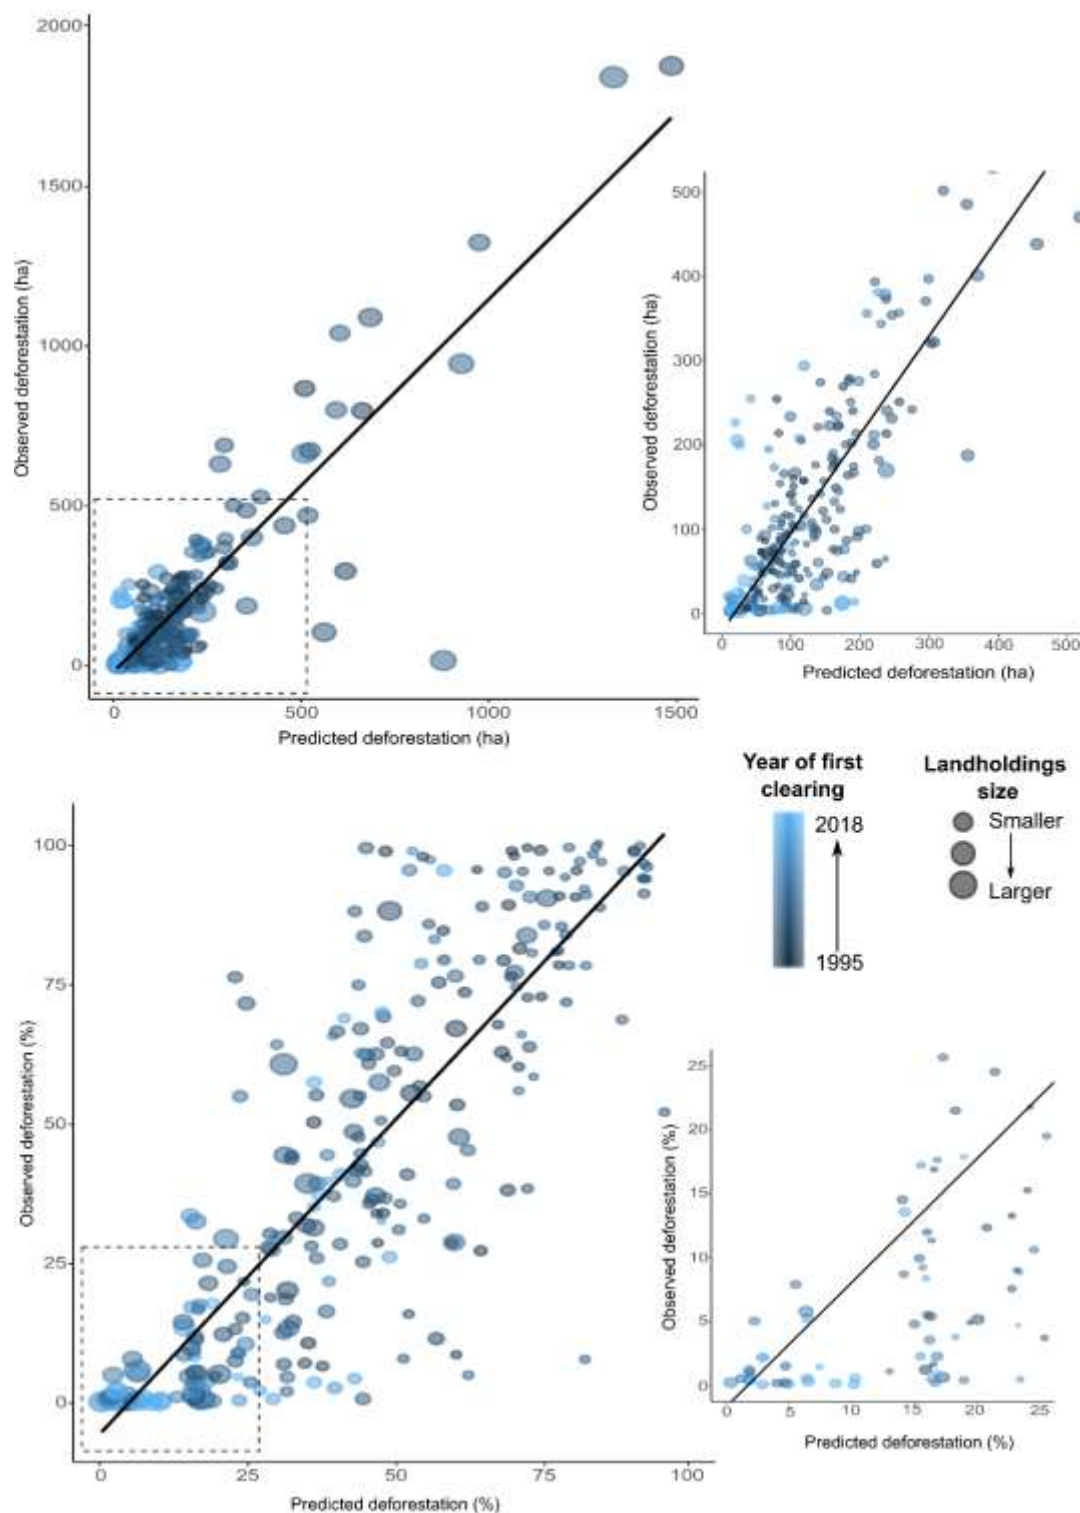 2000
1500
1000
500
0
Observed deforestation (ha)
0 500 1000 1500
Predicted deforestation (ha)
500
400
300
200
100
0
Observed deforestation (ha)
0 100 200 300 400 500
Predicted deforestation (ha)
Year of first
clearing
2018
1995
Landholdings
size
Smaller
Larger
100
75
50
25
0
Observed deforestation (%)
0 25 50 75 100
Predicted deforestation (%)
25
20
15
10
5
0
Observed deforestation (%)
0 5 10 15 20 25
Predicted deforestation (%)